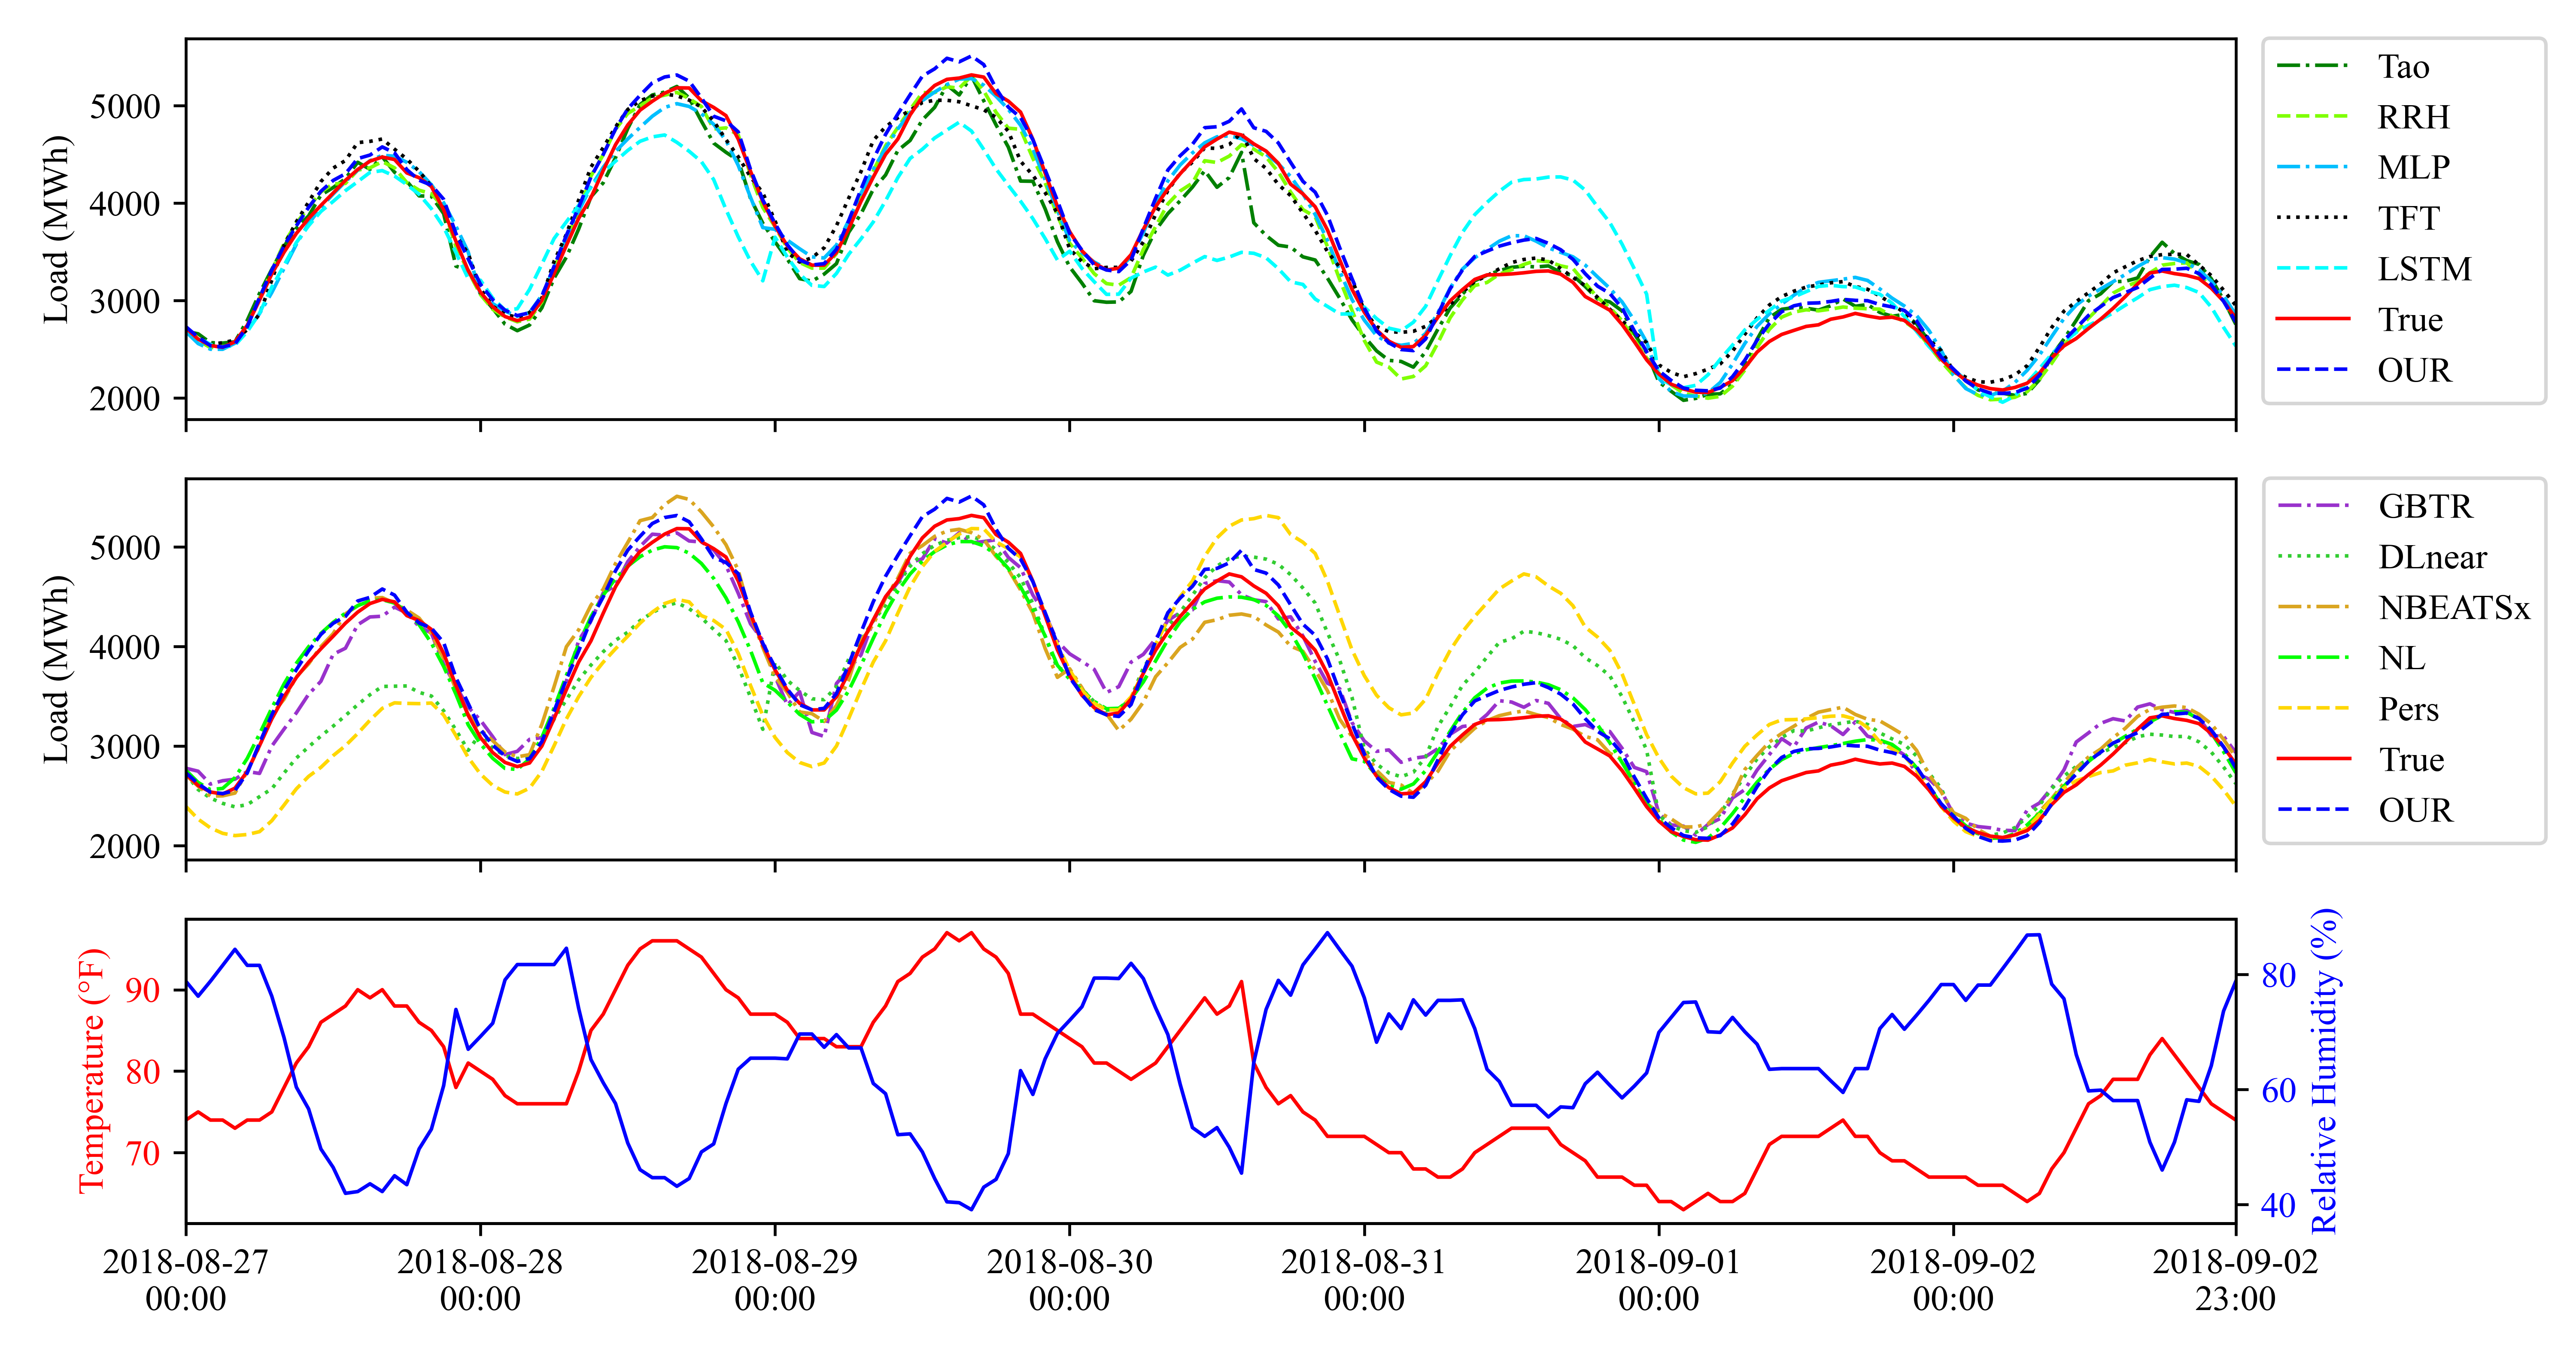 Load (MWh)
5000
4000
3000
2000
Tao
RRH
MLP
TFT
LSTM
True
OUR
Load (MWh)
5000
4000
3000
2000
GBTR
DLnear
NBEATSx
NL
Pers
True
OUR
Temperature (°F)
90
80
70
Relative Humidity (%)
80
60
40
2018-08-27 2018-08-28 2018-08-29 2018-08-30 2018-08-31 2018-09-01 2018-09-02 2018-09-02
00:00 00:00 00:00 00:00 00:00 00:00 00:00 23:00